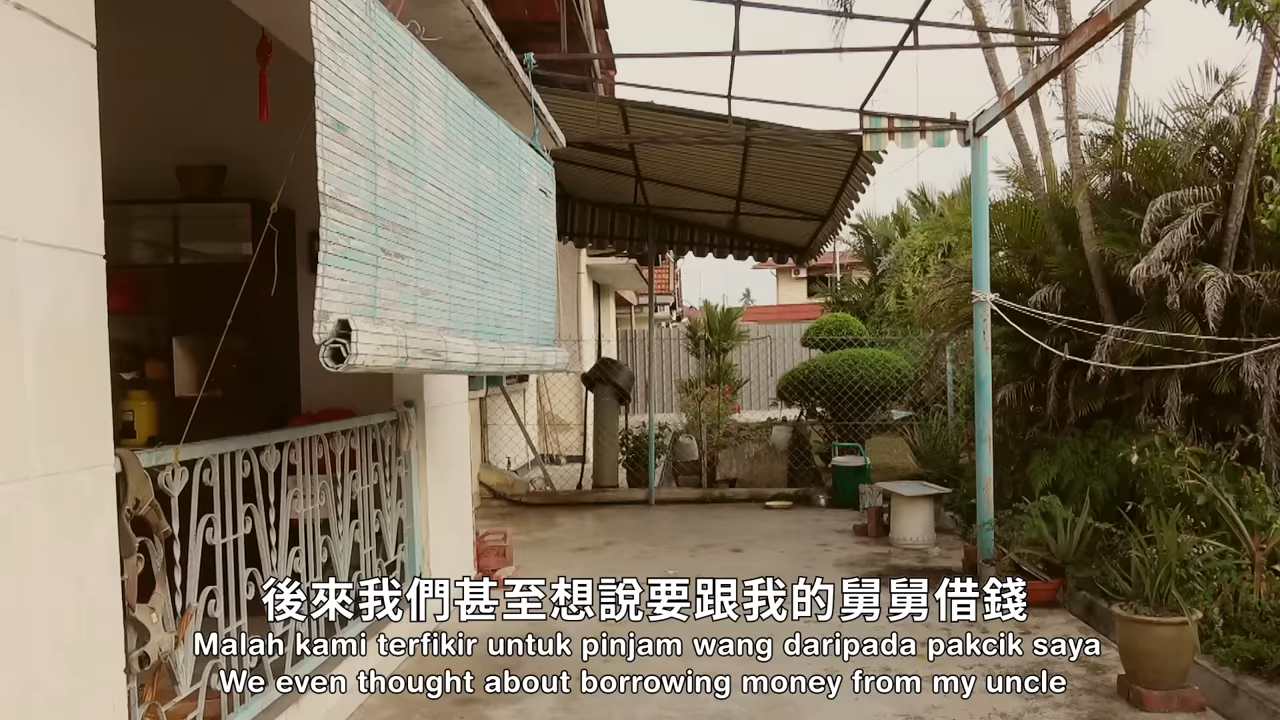 後來我們甚至想說要跟我的舅舅借錢
Malah kami terfikir untuk pinjam wang daripada pakcik saya
We even thought about borrowing money from my uncle